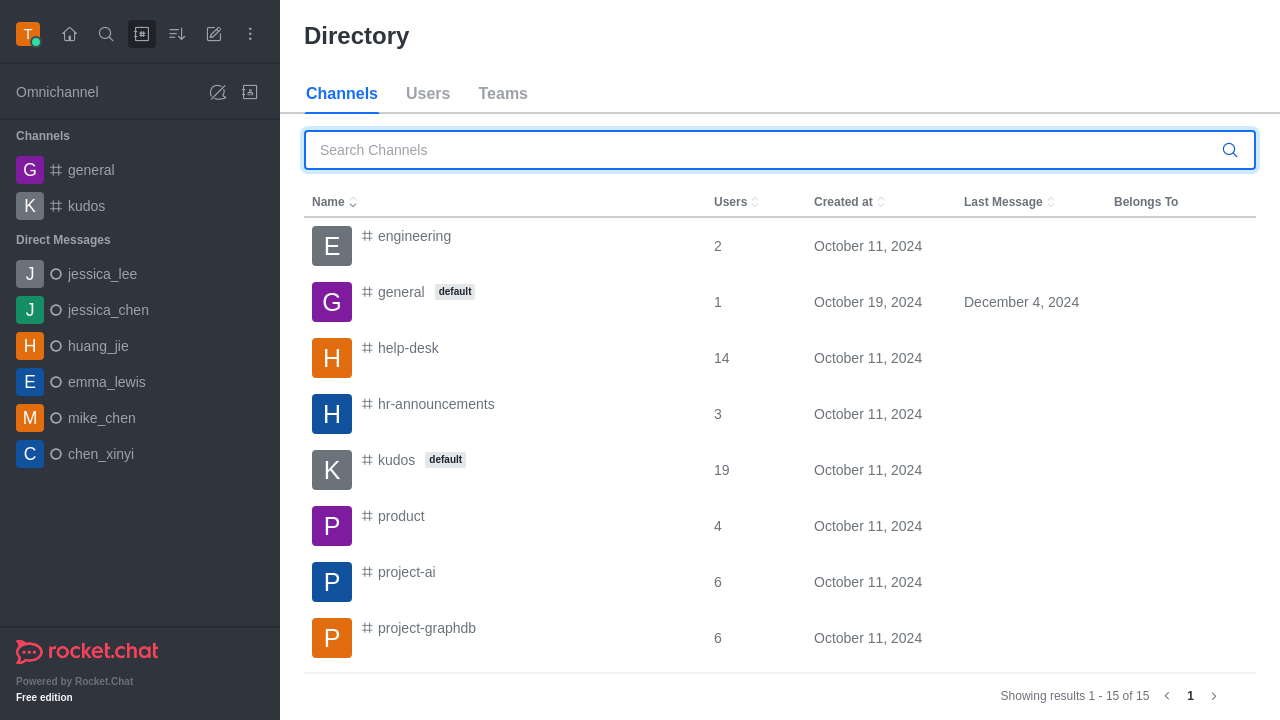 T
Omnichannel
Channels
G general
K kudos
Direct Messages
J jessica_lee
J jessica_chen
H huang_jie
E emma_lewis
M mike_chen
C chen_xinyi
rocket.chat
Powered by Rocket.Chat
Free edition
Directory
Channels Users Teams
Search Channels
Name Users Created at Last Message Belongs To
E engineering 2 October 11, 2024
G general default 1 October 19, 2024 December 4, 2024
H help-desk 14 October 11, 2024
H hr-announcements 3 October 11, 2024
K kudos default 19 October 11, 2024
P product 4 October 11, 2024
P project-ai 6 October 11, 2024
P project-graphdb 6 October 11, 2024
Showing results 1 - 15 of 15 1